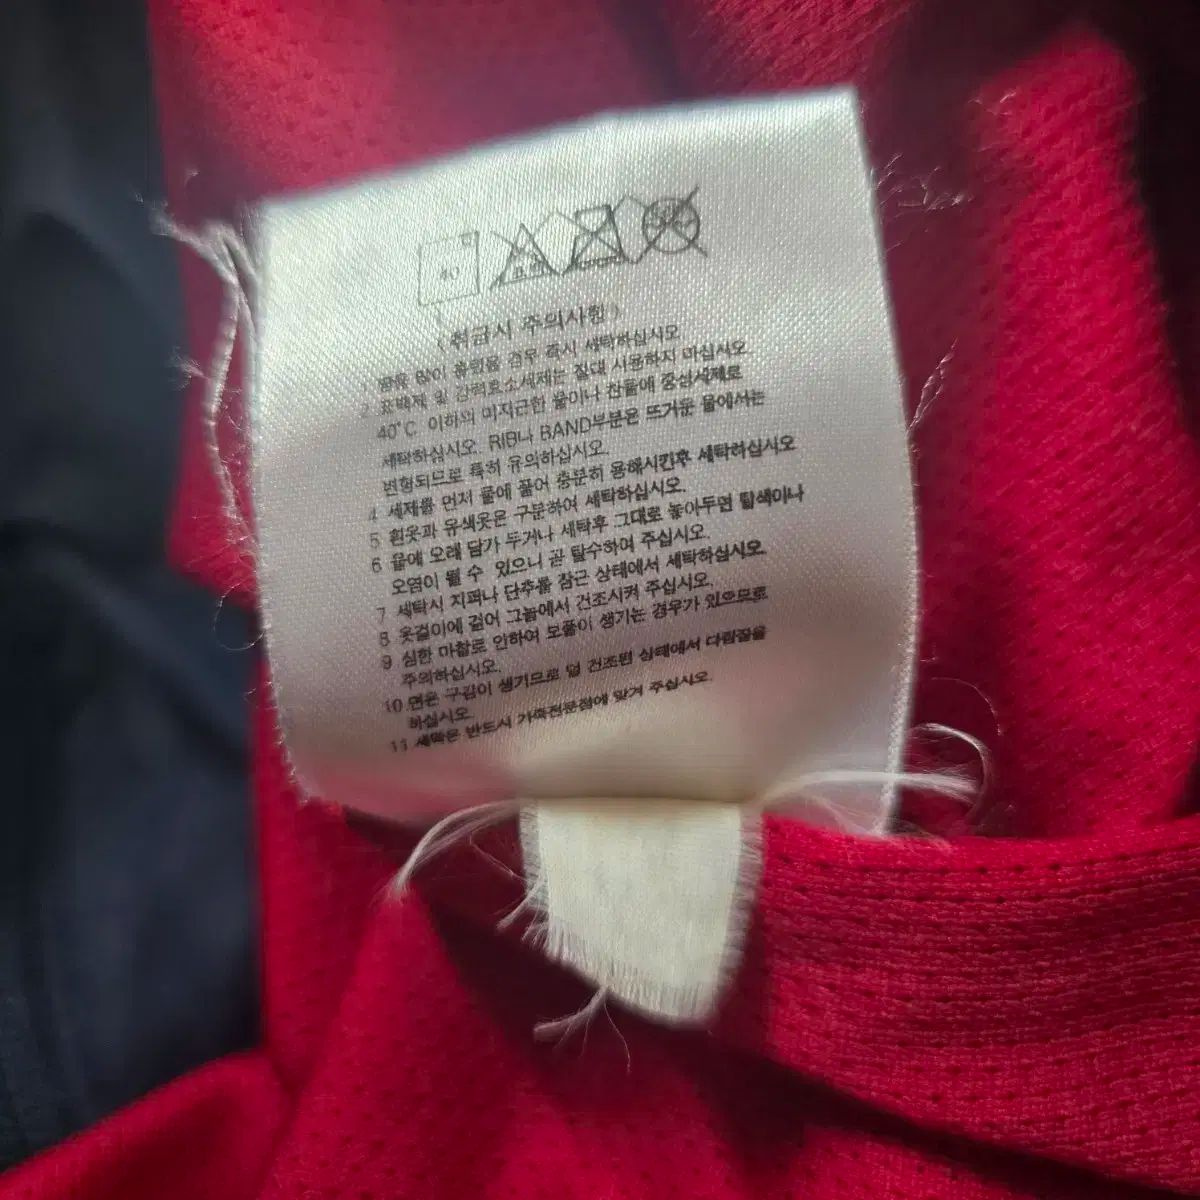 40
〈취급시 주의사항〉
1 땀을 많이 흘렸을 경우 즉시 세탁하십시오
2 표백제 및 강력효소세제는 절대 사용하지 마십시오.
40°C 이하의 미지근한 물이나 찬물에 중성세제로
세탁하십시오. RIB나 BAND부분은 뜨거운 물에서는
변형되므로 특히 유의하십시오.
4 세제를 먼저 물에 풀어 충분히 용해시킨후 세탁하십시오
5 흰옷과 유색옷은 구분하여 세탁하십시오.
6 물에 오래 담가 두거나 세탁후 그대로 놓아두면 탈색이나
오염이 될 수 있으니 곧 탈수하여 주십시오.
7 세탁시 지퍼나 단추를 잠근 상태에서 세탁하십시오.
8 옷걸이에 걸어 그늘에서 건조시켜 주십시오.
9 심한 마찰로 인하여 보풀이 생기는 경우가 있으므로
주의하십시오.
10 면은 구김이 생기므로 덜 건조된 상태에서 다림질을
하십시오.
11 세탁은 반드시 가죽전문점에 맞겨 주십시오.